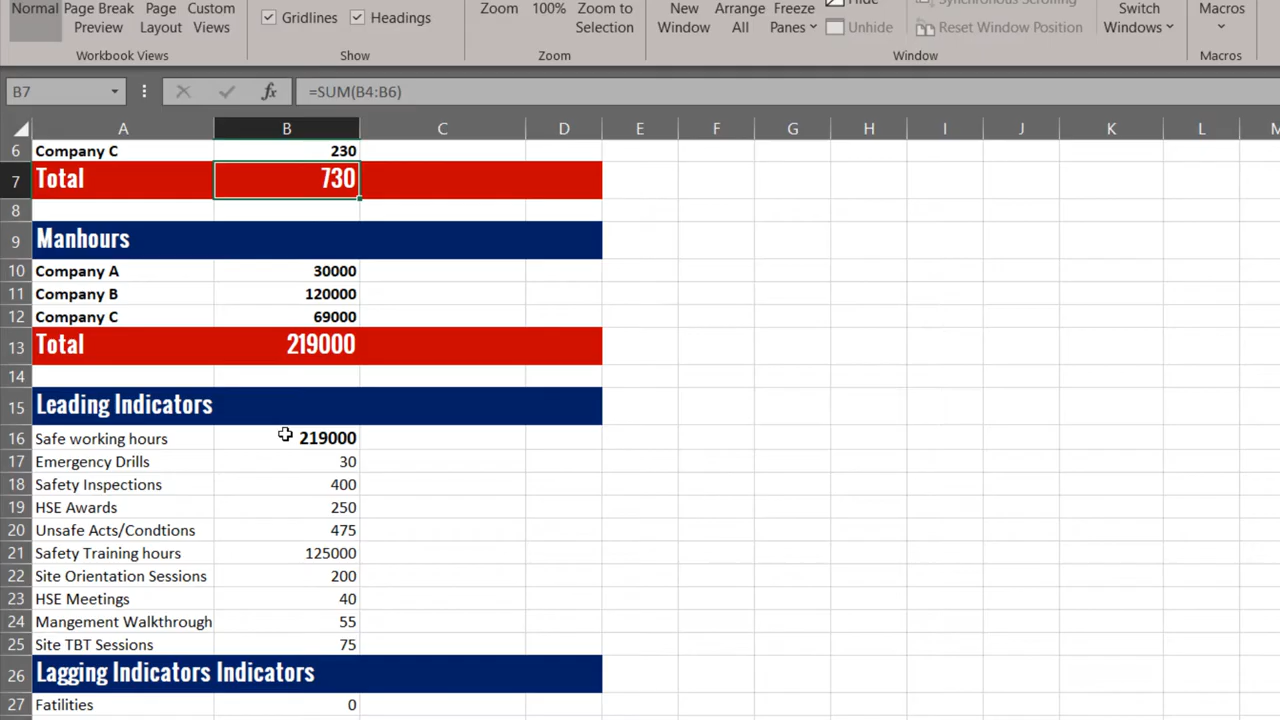 Normal Page Break Preview Page Layout Custom Views
Gridlines Headings
Zoom 100% Zoom to Selection
New Window Arrange All Freeze Panes Hide Unhide Synchronous Scrolling Reset Window Position
Switch Windows Macros
Workbook Views Show Zoom Window Macros
B7 fx =SUM(B4:B6)
A B C D E F G H I J K L M
6 Company C 230
7 Total 730
8
9 Manhours
10 Company A 30000
11 Company B 120000
12 Company C 69000
13 Total 219000
14
15 Leading Indicators
16 Safe working hours 219000
17 Emergency Drills 30
18 Safety Inspections 400
19 HSE Awards 250
20 Unsafe Acts/Condtions 475
21 Safety Training hours 125000
22 Site Orientation Sessions 200
23 HSE Meetings 40
24 Mangement Walkthrough 55
25 Site TBT Sessions 75
26 Lagging Indicators Indicators
27 Fatilities 0